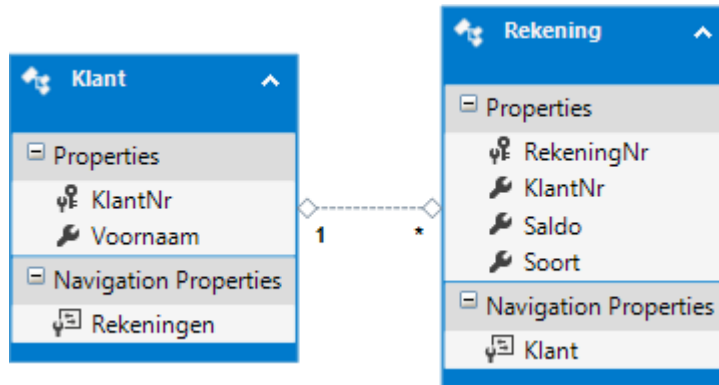 Klant
Properties
KlantNr
Voornaam
Navigation Properties
Rekeningen
1
*
Rekening
Properties
RekeningNr
KlantNr
Saldo
Soort
Navigation Properties
Klant